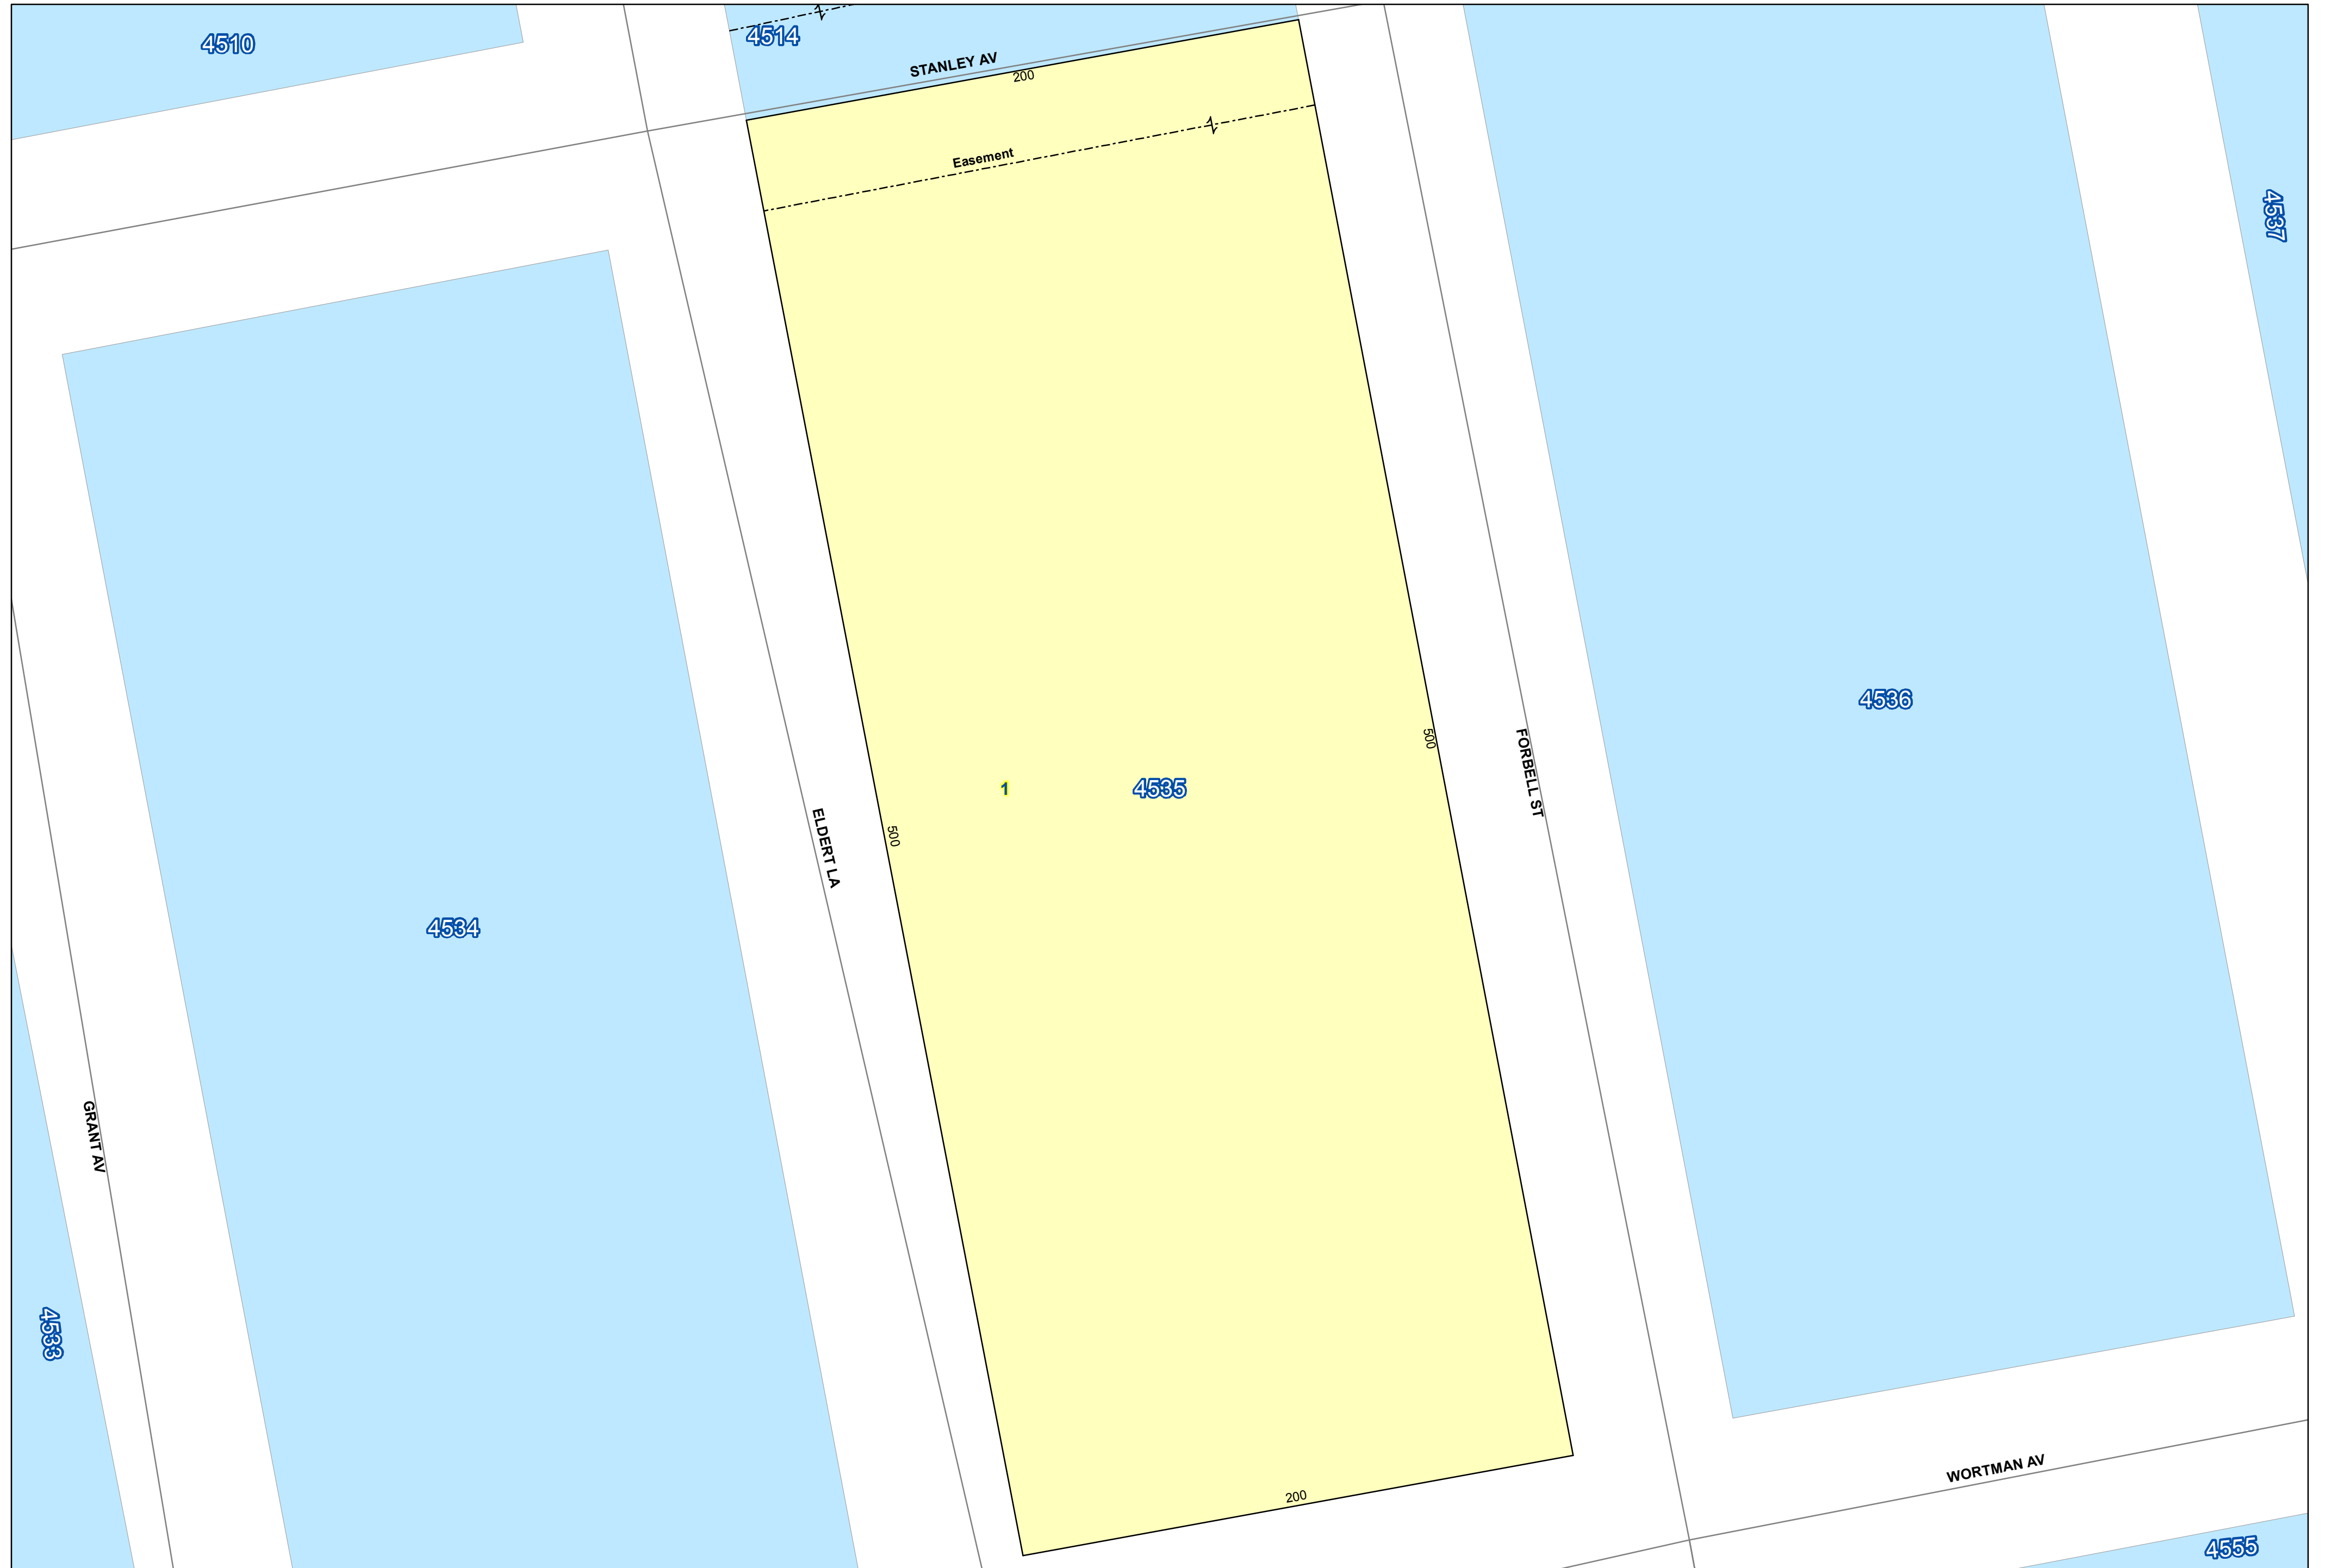 4510
4514
STANLEY AV
200
Easement
4537
4536
500
FORBELL ST
1
4535
500
ELDERT LA
4534
GRANT AV
4533
WORTMAN AV
200
4555